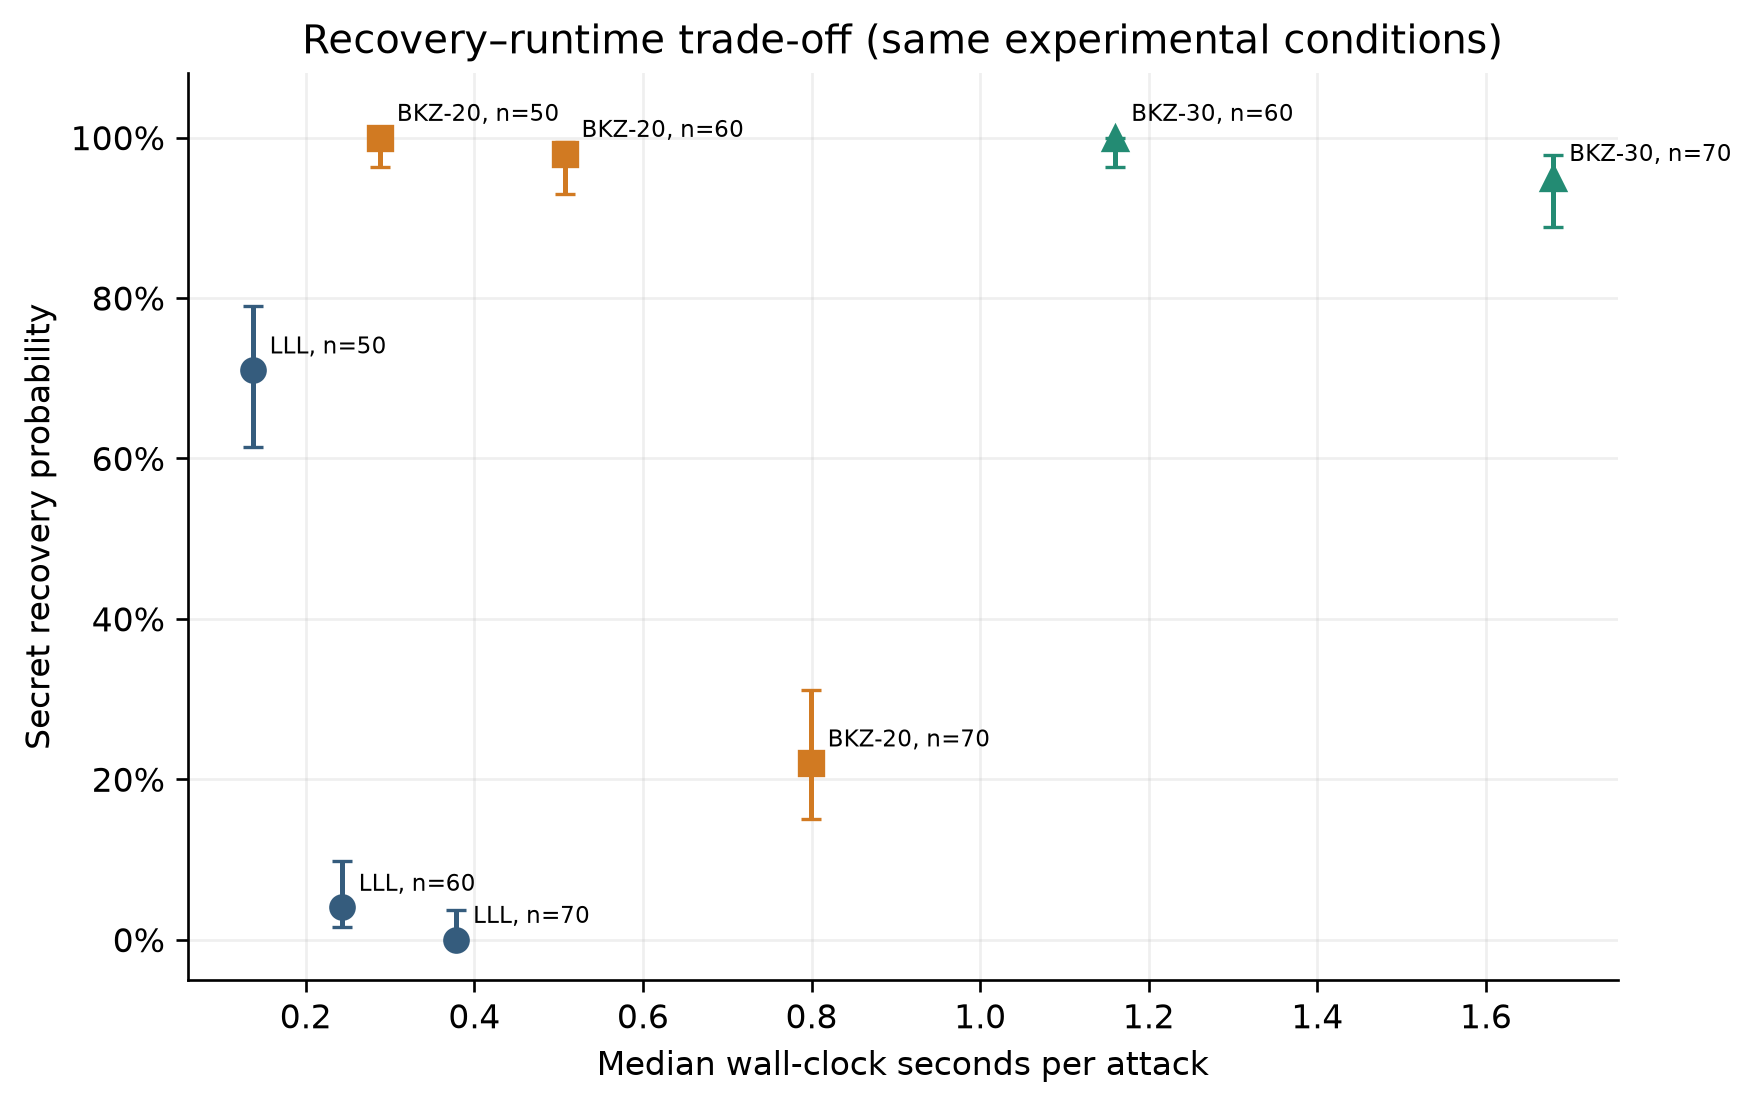 Recovery–runtime trade-off (same experimental conditions)
BKZ-20, n=50
BKZ-20, n=60
BKZ-30, n=60
BKZ-30, n=70
LLL, n=50
BKZ-20, n=70
LLL, n=60
LLL, n=70
100%
80%
60%
40%
20%
0%
Secret recovery probability
0.2 0.4 0.6 0.8 1.0 1.2 1.4 1.6
Median wall-clock seconds per attack